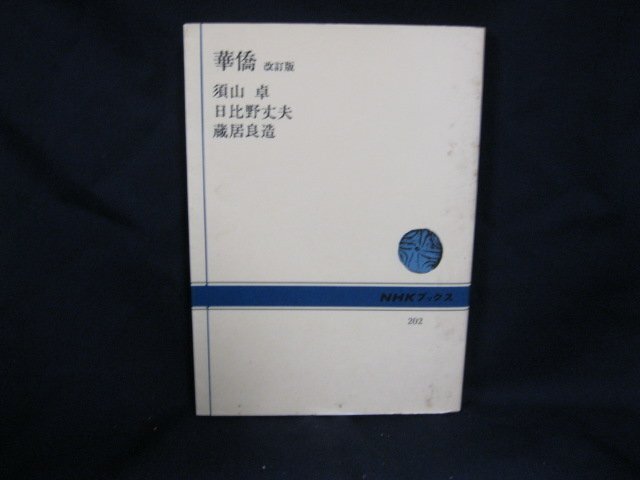 華僑 改訂版
須山 卓
日比野丈夫
蔵居良造
NHKブックス
202